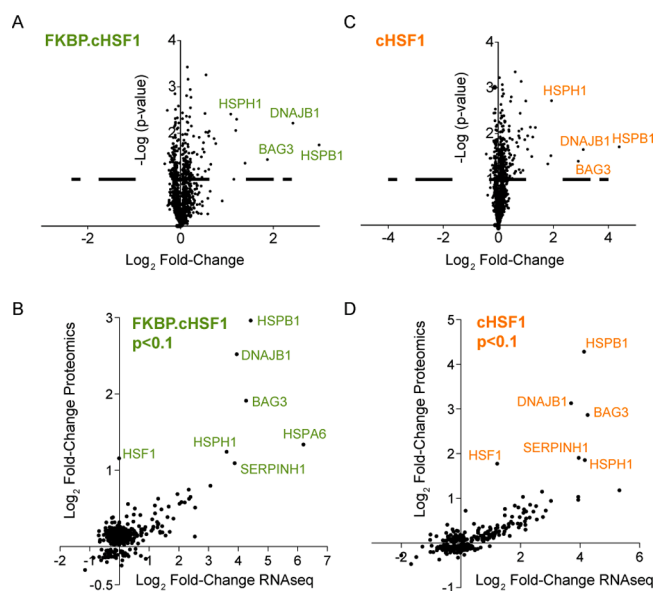 A
FKBP.cHSF1
4
3
2
1
-Log (p-value)
HSPH1
DNAJB1
BAG3
HSPB1
-2
0
2
Log2 Fold-Change
C
cHSF1
4
3
2
1
-Log (p-value)
HSPH1
DNAJB1
HSPB1
BAG3
-4
-2
0
2
4
Log2 Fold-Change
B
FKBP.cHSF1
p<0.1
3
2
1
-0.5
Log2 Fold-Change Proteomics
HSPB1
DNAJB1
BAG3
HSPA6
HSPH1
HSF1
SERPINH1
-2
-1
0
1
2
3
4
5
6
7
Log2 Fold-Change RNAseq
D
cHSF1
p<0.1
5
4
3
2
1
0
-1
Log2 Fold-Change Proteomics
HSPB1
DNAJB1
BAG3
SERPINH1
HSF1
HSPH1
-2
0
2
4
6
Log2 Fold-Change RNAseq